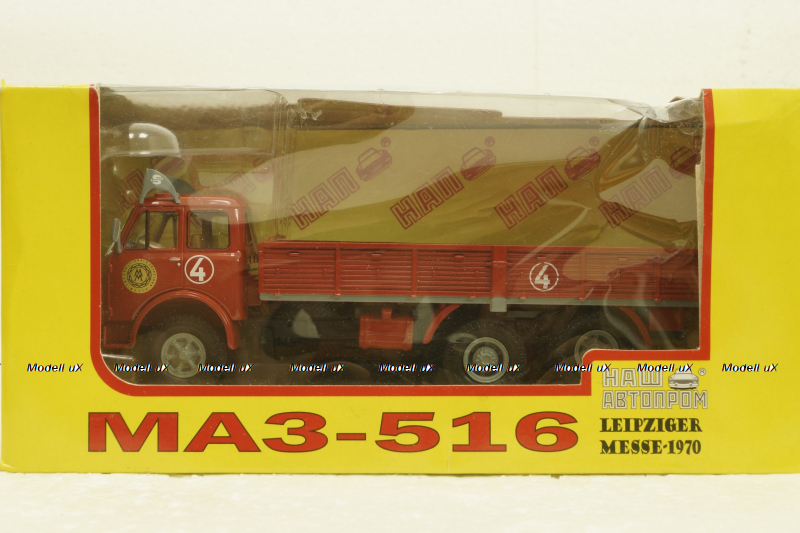 S
НАП НАП НАП НАП
4 4
Modell uX Modell uX Modell uX Modell uX Modell uX Modell uX Modell uX Modell uX Modell uX
НАШ ®
АВТОПРОМ
МАЗ-516
LEIPZIGER
MESSE-1970